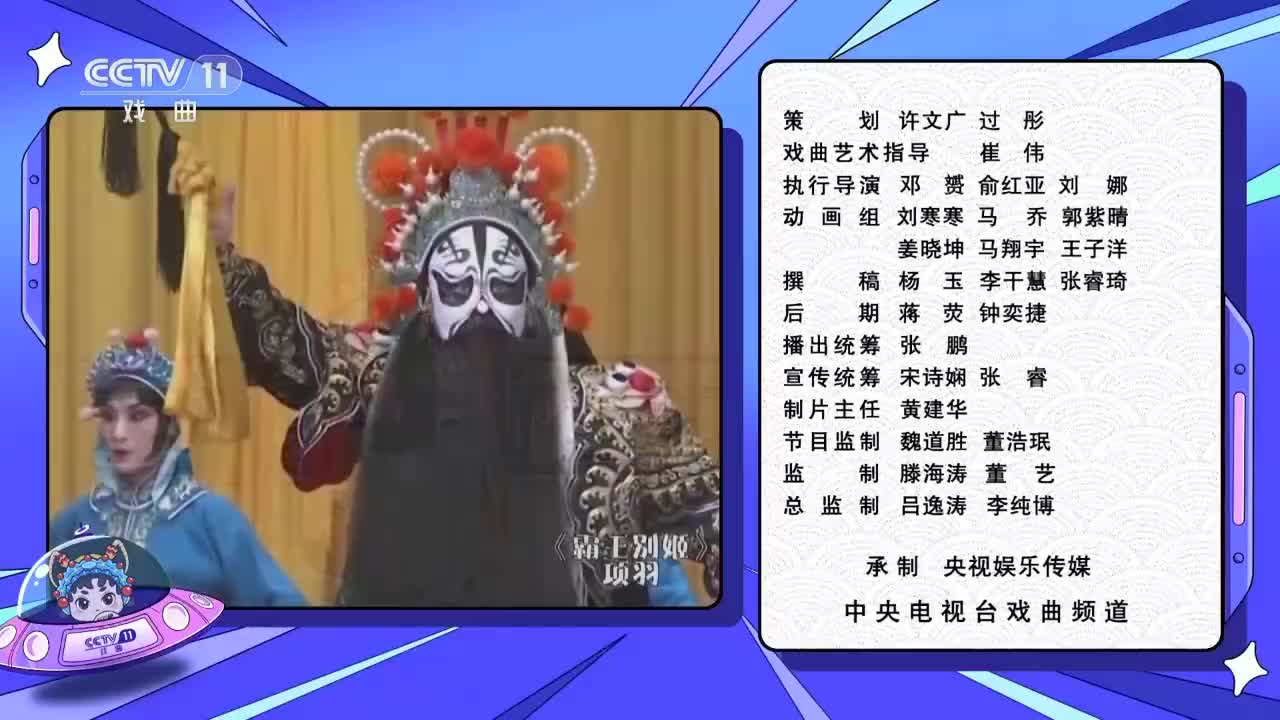 CCTV 11
戏曲
《霸王别姬》
项羽
CCTV 11
戏曲
策划 许文广 过彤
戏曲艺术指导 崔伟
执行导演 邓赟 俞红亚 刘娜
动画组 刘寒寒 马乔 郭紫晴
姜晓坤 马翔宇 王子洋
撰稿 杨玉 李干慧 张睿琦
后期 蒋荧 钟奕捷
播出统筹 张鹏
宣传统筹 宋诗娴 张睿
制片主任 黄建华
节目监制 魏道胜 董浩珉
监制 滕海涛 董艺
总监制 吕逸涛 李纯博
承制 央视娱乐传媒
中央电视台戏曲频道